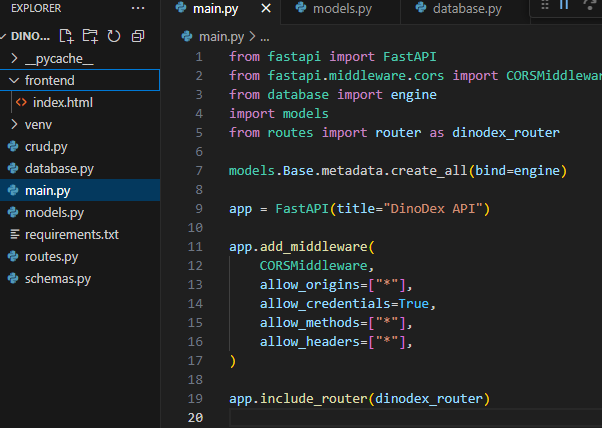 EXPLORER
main.py
models.py
database.py
DINO...
main.py > ...
__pycache__
frontend
index.html
venv
crud.py
database.py
main.py
models.py
requirements.txt
routes.py
schemas.py
1 from fastapi import FastAPI
2 from fastapi.middleware.cors import CORSMiddlewar
3 from database import engine
4 import models
5 from routes import router as dinodex_router
6
7 models.Base.metadata.create_all(bind=engine)
8
9 app = FastAPI(title="DinoDex API")
10
11 app.add_middleware(
12 CORSMiddleware,
13 allow_origins=["*"],
14 allow_credentials=True,
15 allow_methods=["*"],
16 allow_headers=["*"],
17 )
18
19 app.include_router(dinodex_router)
20